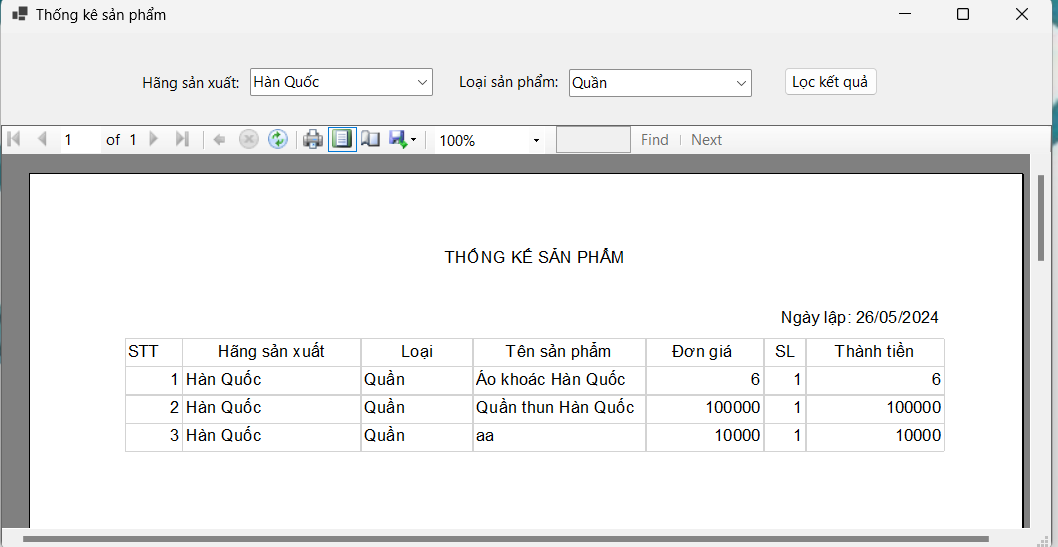 Thống kê sản phẩm
Hãng sản xuất: Hàn Quốc Loại sản phẩm: Quần Lọc kết quả
1 of 1 100% Find Next
THỐNG KÊ SẢN PHẨM
Ngày lập: 26/05/2024
STT Hãng sản xuất Loại Tên sản phẩm Đơn giá SL Thành tiền
1 Hàn Quốc Quần Áo khoác Hàn Quốc 6 1 6
2 Hàn Quốc Quần Quần thun Hàn Quốc 100000 1 100000
3 Hàn Quốc Quần aa 10000 1 10000